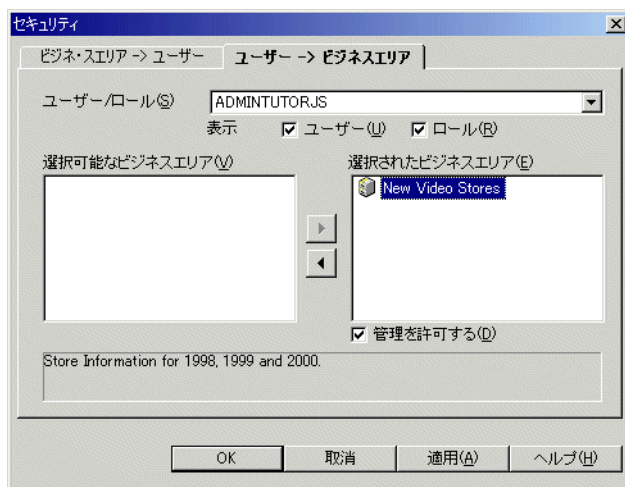 セキュリティ
ビジネ・スエリア -> ユーザー
ユーザー -> ビジネスエリア
ユーザー/ロール(S)
ADMINTUTORJS
表示
ユーザー(U)
ロール(R)
選択可能なビジネスエリア(V)
選択されたビジネスエリア(E)
New Video Stores
管理を許可する(D)
Store Information for 1998, 1999 and 2000.
OK
取消
適用(A)
ヘルプ(H)